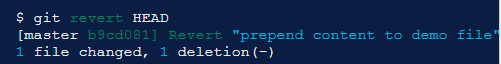 $ git revert HEAD
[master b9cd081] Revert "prepend content to demo file"
1 file changed, 1 deletion(-)